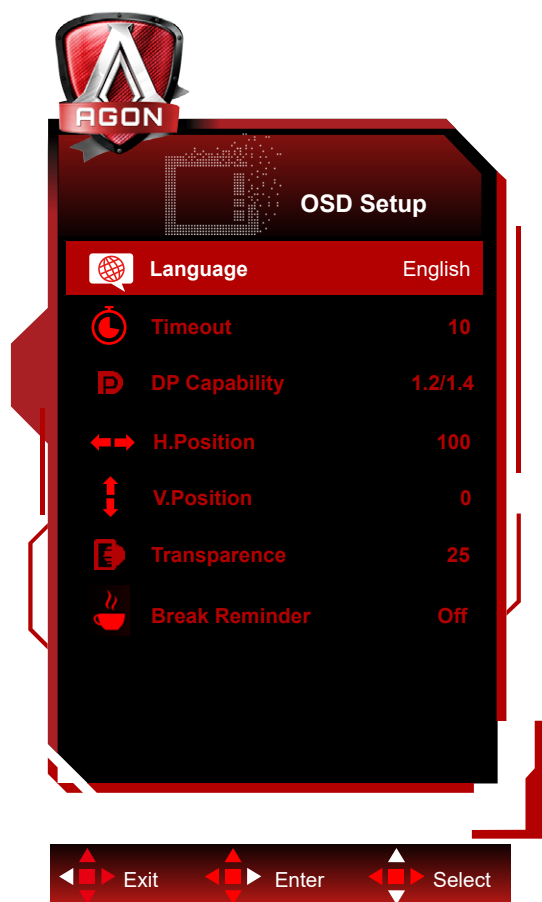 AGON
OSD Setup
Language English
Timeout 10
DP Capability 1.2/1.4
H.Position 100
V.Position 0
Transparence 25
Break Reminder Off
Exit Enter Select